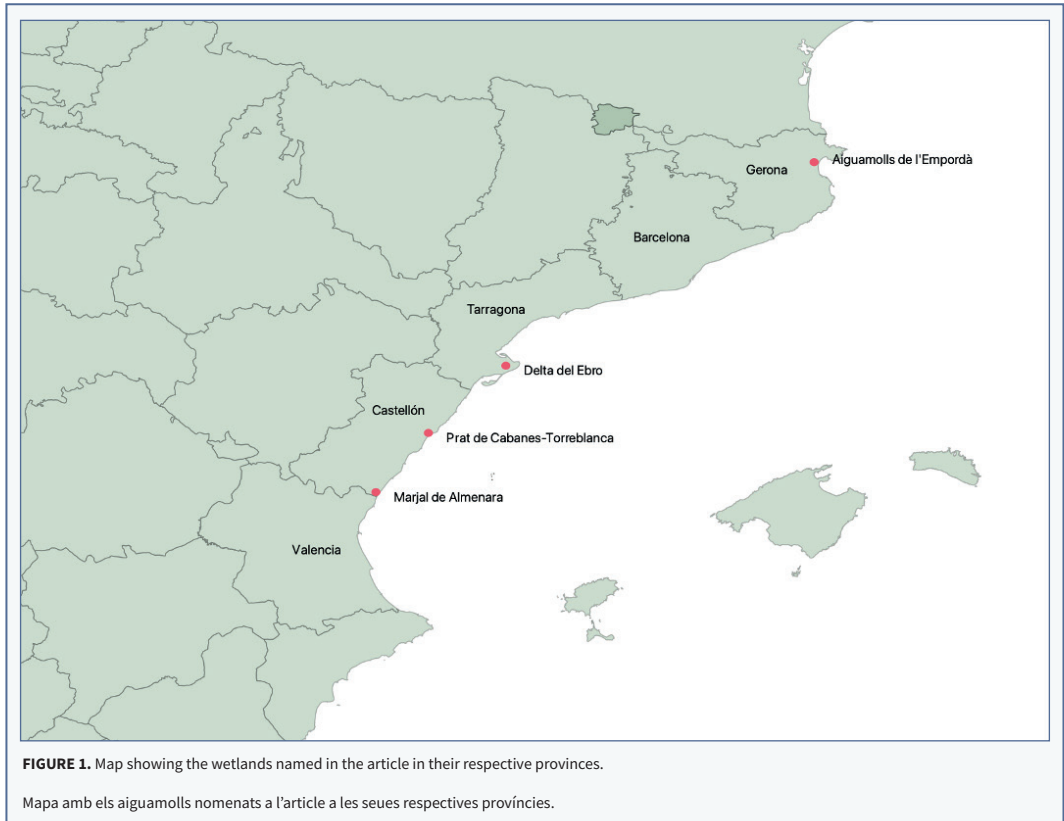 Aiguamolls de l'Empordà
Gerona
Barcelona
Tarragona
Delta del Ebro
Castellón
Prat de Cabanes-Torreblanca
Marjal de Almenara
Valencia
FIGURE 1. Map showing the wetlands named in the article in their respective provinces.
Mapa amb els aiguamolls nomenats a l’article a les seues respectives províncies.